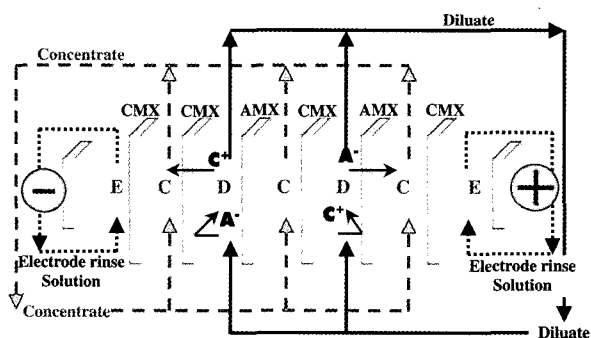 Diluate
Concentrate
CMX CMX AMX CMX AMX CMX
C+ A-
E C D C D C E
− +
A- C+
Electrode rinse
Solution
Electrode rinse
Solution
Concentrate
Diluate